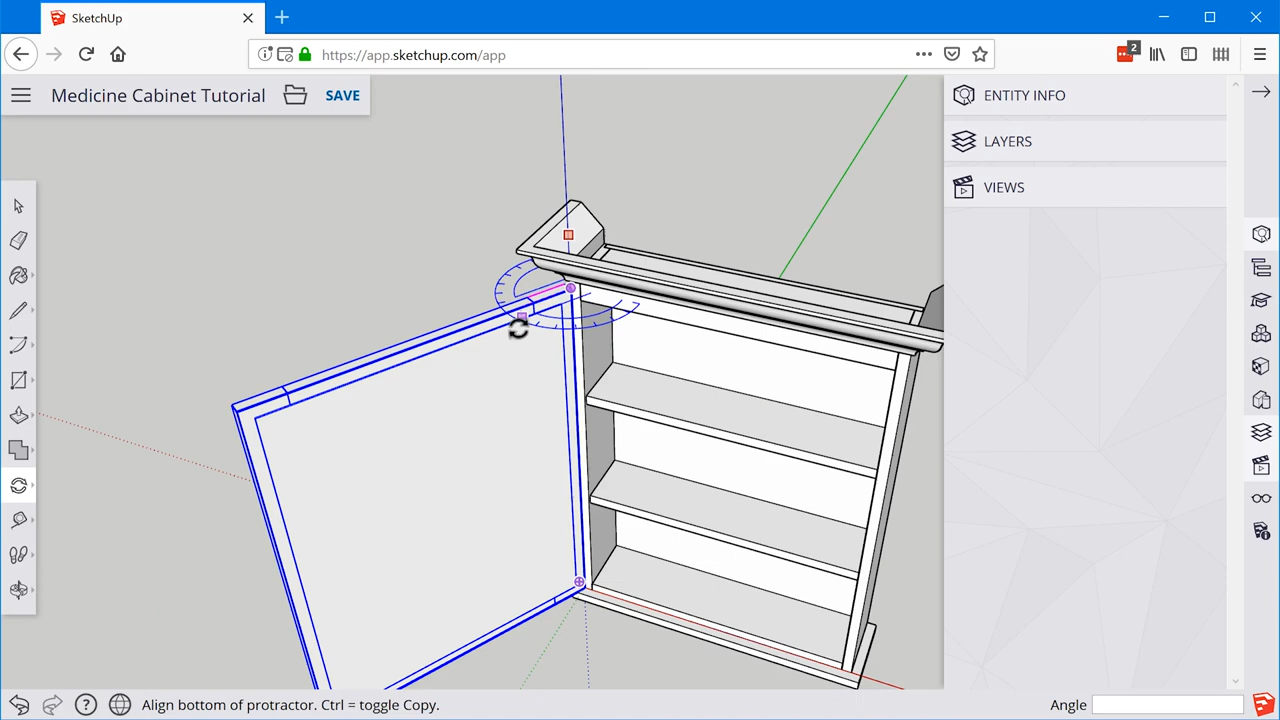 SketchUp
https://app.sketchup.com/app
2
Medicine Cabinet Tutorial
SAVE
ENTITY INFO
LAYERS
VIEWS
Align bottom of protractor. Ctrl = toggle Copy.
Angle